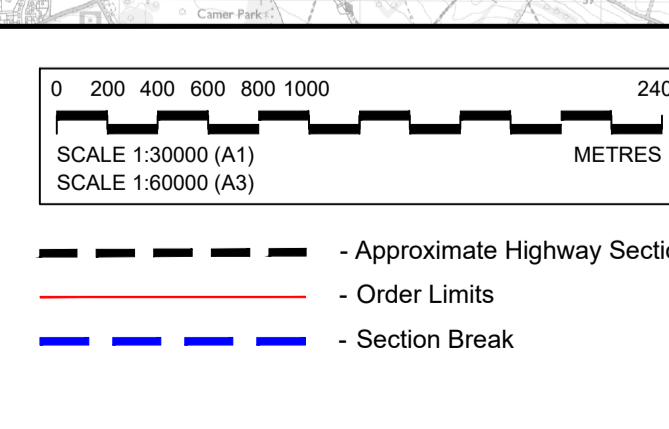 Camer Park
0 200 400 600 800 1000 240
SCALE 1:30000 (A1) METRES
SCALE 1:60000 (A3)
- Approximate Highway Sectio
- Order Limits
- Section Break